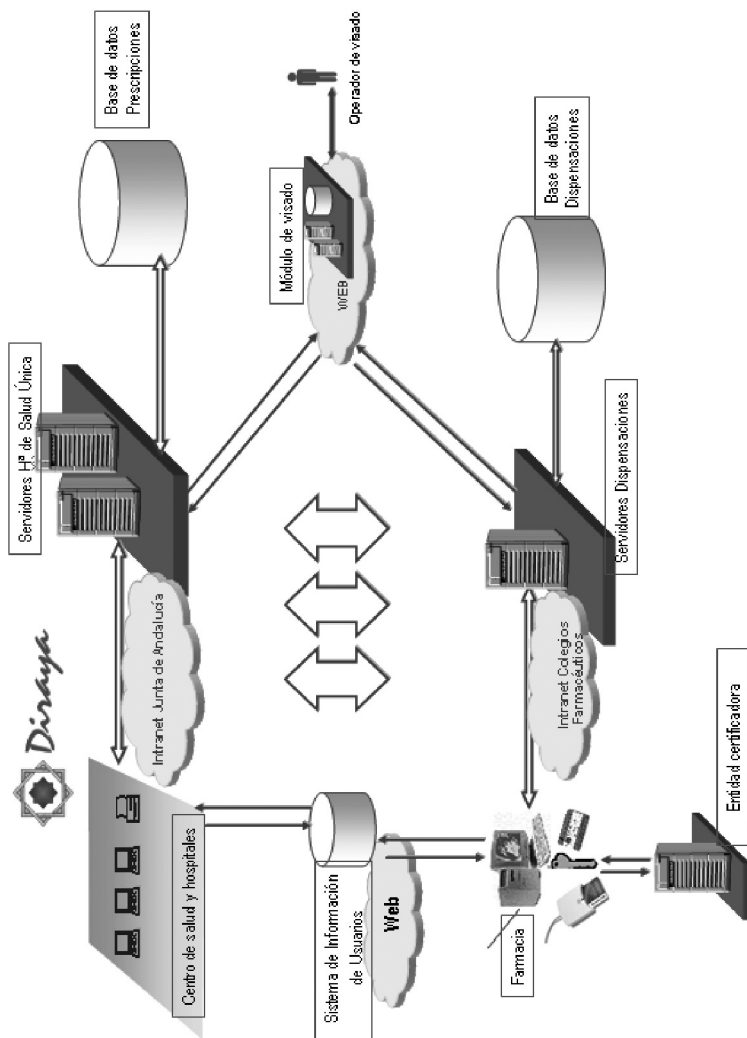 Diraya
Centro de salud y hospitales
Intranet Junta de Andalucía
Servidores Hª de Salud Única
Base de datos
Prescripciones
Sistema de Información
de Usuarios
Web
Módulo de visado
WEB
Operador de visado
Farmacia
Intranet Colegios
Farmacéuticos
Servidores Dispensaciones
Base de datos
Dispensaciones
Entidad certificadora